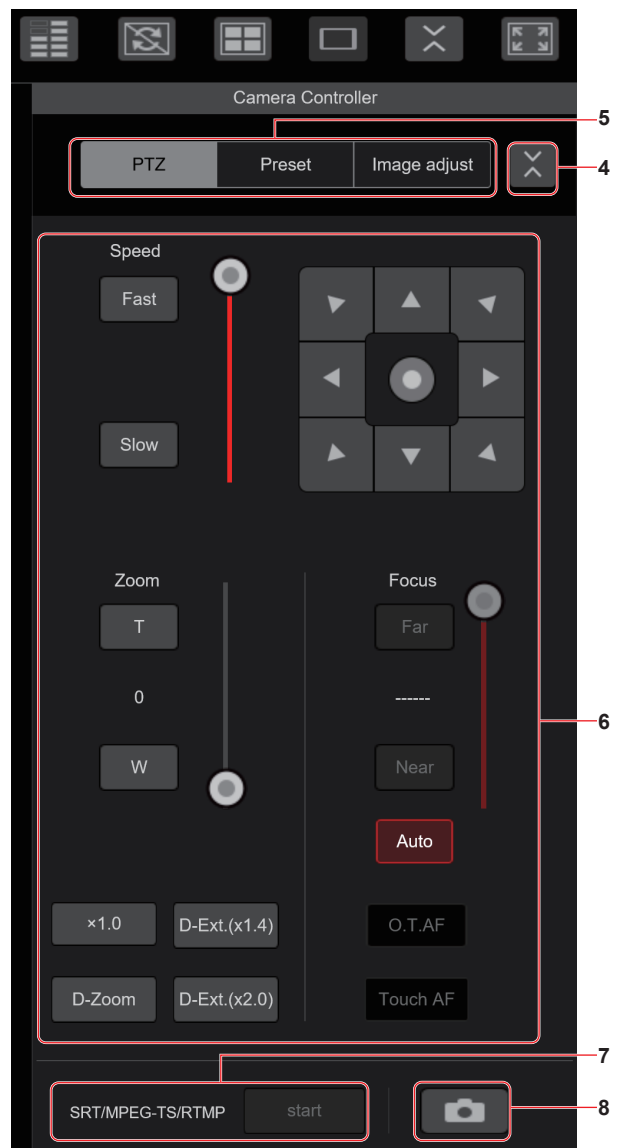 Camera Controller
5
PTZ Preset Image adjust
4
Speed
Fast
Slow
Zoom Focus
T Far
0 ------
6
W Near
Auto
×1.0 D-Ext.(x1.4) O.T.AF
D-Zoom D-Ext.(x2.0) Touch AF
7
SRT/MPEG-TS/RTMP start
8